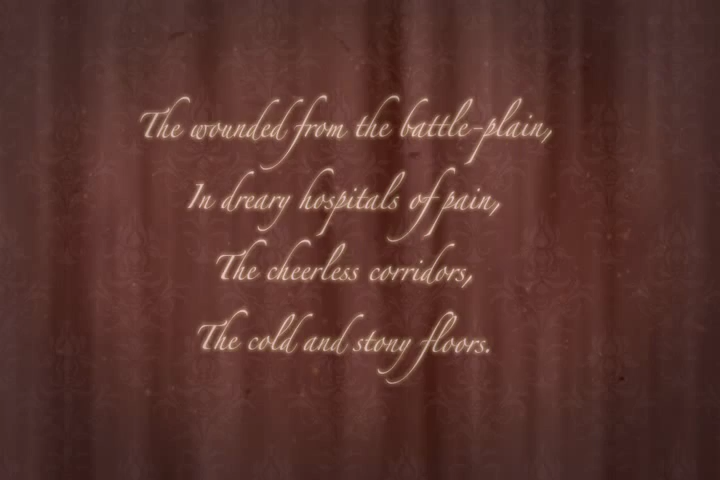 The wounded from the battle-plain,
In dreary hospitals of pain,
The cheerless corridors,
The cold and stony floors.